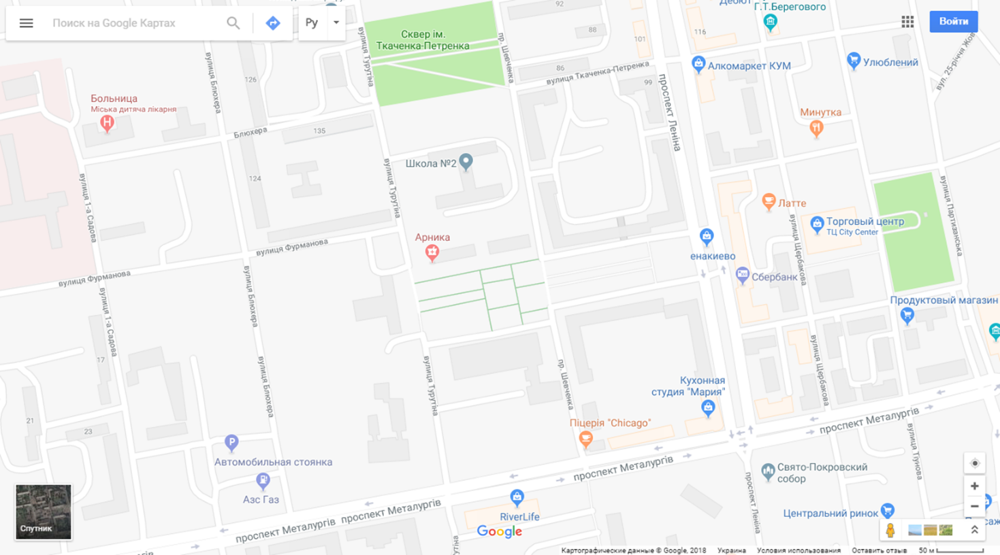 Поиск на Google Картах
Ру
Войти
Г.Т.Берегового
92
88
116
101
86
99
126
135
124
17
21
23
Сквер ім.
Ткаченка-Петренка
вулиця Турутіна
пр. Шевченка
вулиця Ткаченка-Петренка
проспект Леніна
Алкомаркет КУМ
Улюблений
вул. 25-річчя Жов
Минутка
Больница
Міська дитяча лікарня
вулиця Блюхера
Блюхера
Школа №2
вулиця 1-а Садова
вулиця Турутіна
Латте
Торговый центр
ТЦ City Center
вулиця Щербакова
вулиця Партизанська
Арника
вулиця Фурманова
вулиця Фурманова
енакиево
Сбербанк
вулиця 1-а Садова
вулиця Блюхера
Продуктовый магазин
вулиця Щербакова
вулиця Блюхера
вулиця Турутіна
пр. Шевченка
Кухонная
студия "Мария"
Піцерія "Chicago"
проспект Металургів
вулиця Тіунова
Автомобильная стоянка
Азс Газ
проспект Металургів
Свято-Покровский
собор
проспект Леніна
Центральний ринок
проспект Металургів
проспект Металургів
RiverLife
Google
Спутник
Картографические данные © Google, 2018
Украина
Условия использования
Оставить отзыв
50 м